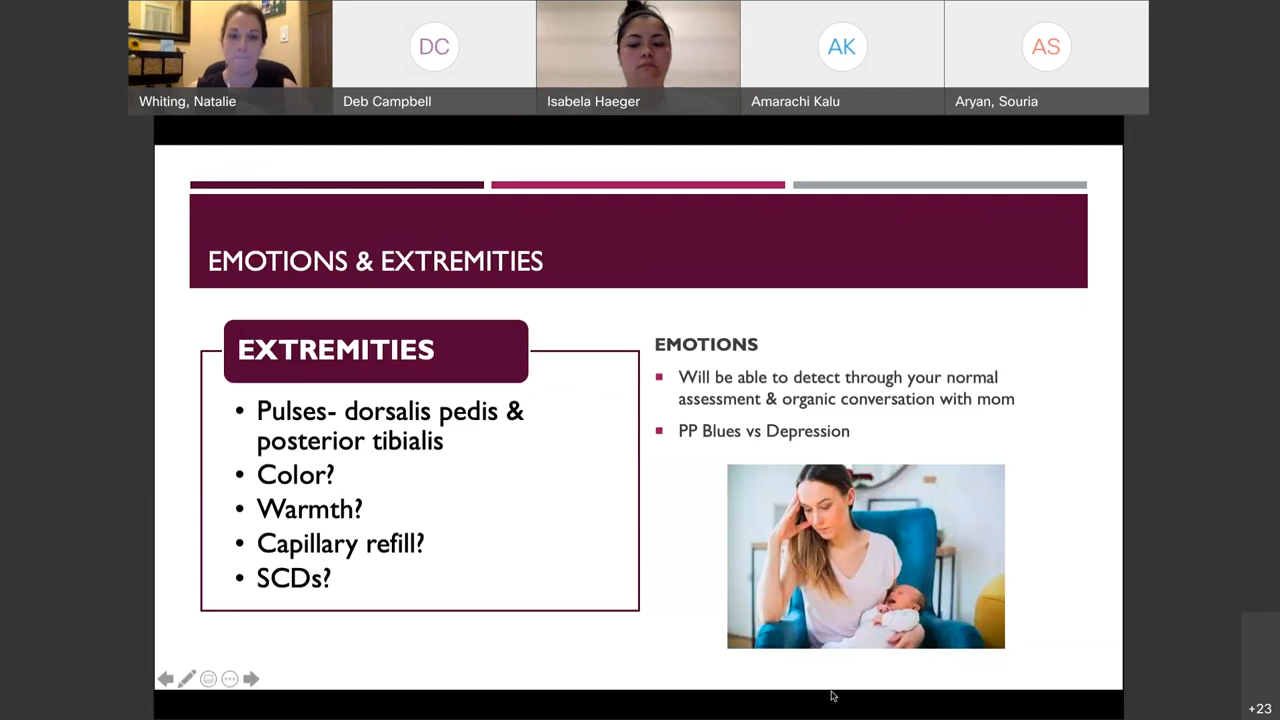 DC
AK
AS
Whiting, Natalie
Deb Campbell
Isabela Haeger
Amarachi Kalu
Aryan, Souria
EMOTIONS & EXTREMITIES
EXTREMITIES
• Pulses- dorsalis pedis &
posterior tibialis
• Color?
• Warmth?
• Capillary refill?
• SCDs?
EMOTIONS
Will be able to detect through your normal
assessment & organic conversation with mom
PP Blues vs Depression
+23